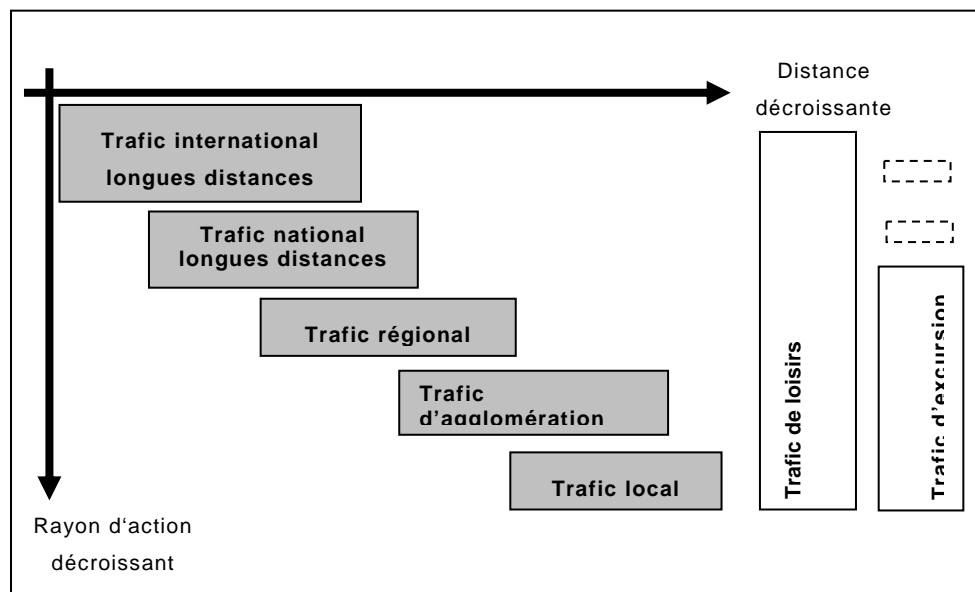 Distance
décroissante
Trafic international
longues distances
Trafic national
longues distances
Trafic régional
Trafic
d’agglomération
Trafic local
Trafic de loisirs
Trafic d’excursion
Rayon d‘action
décroissant